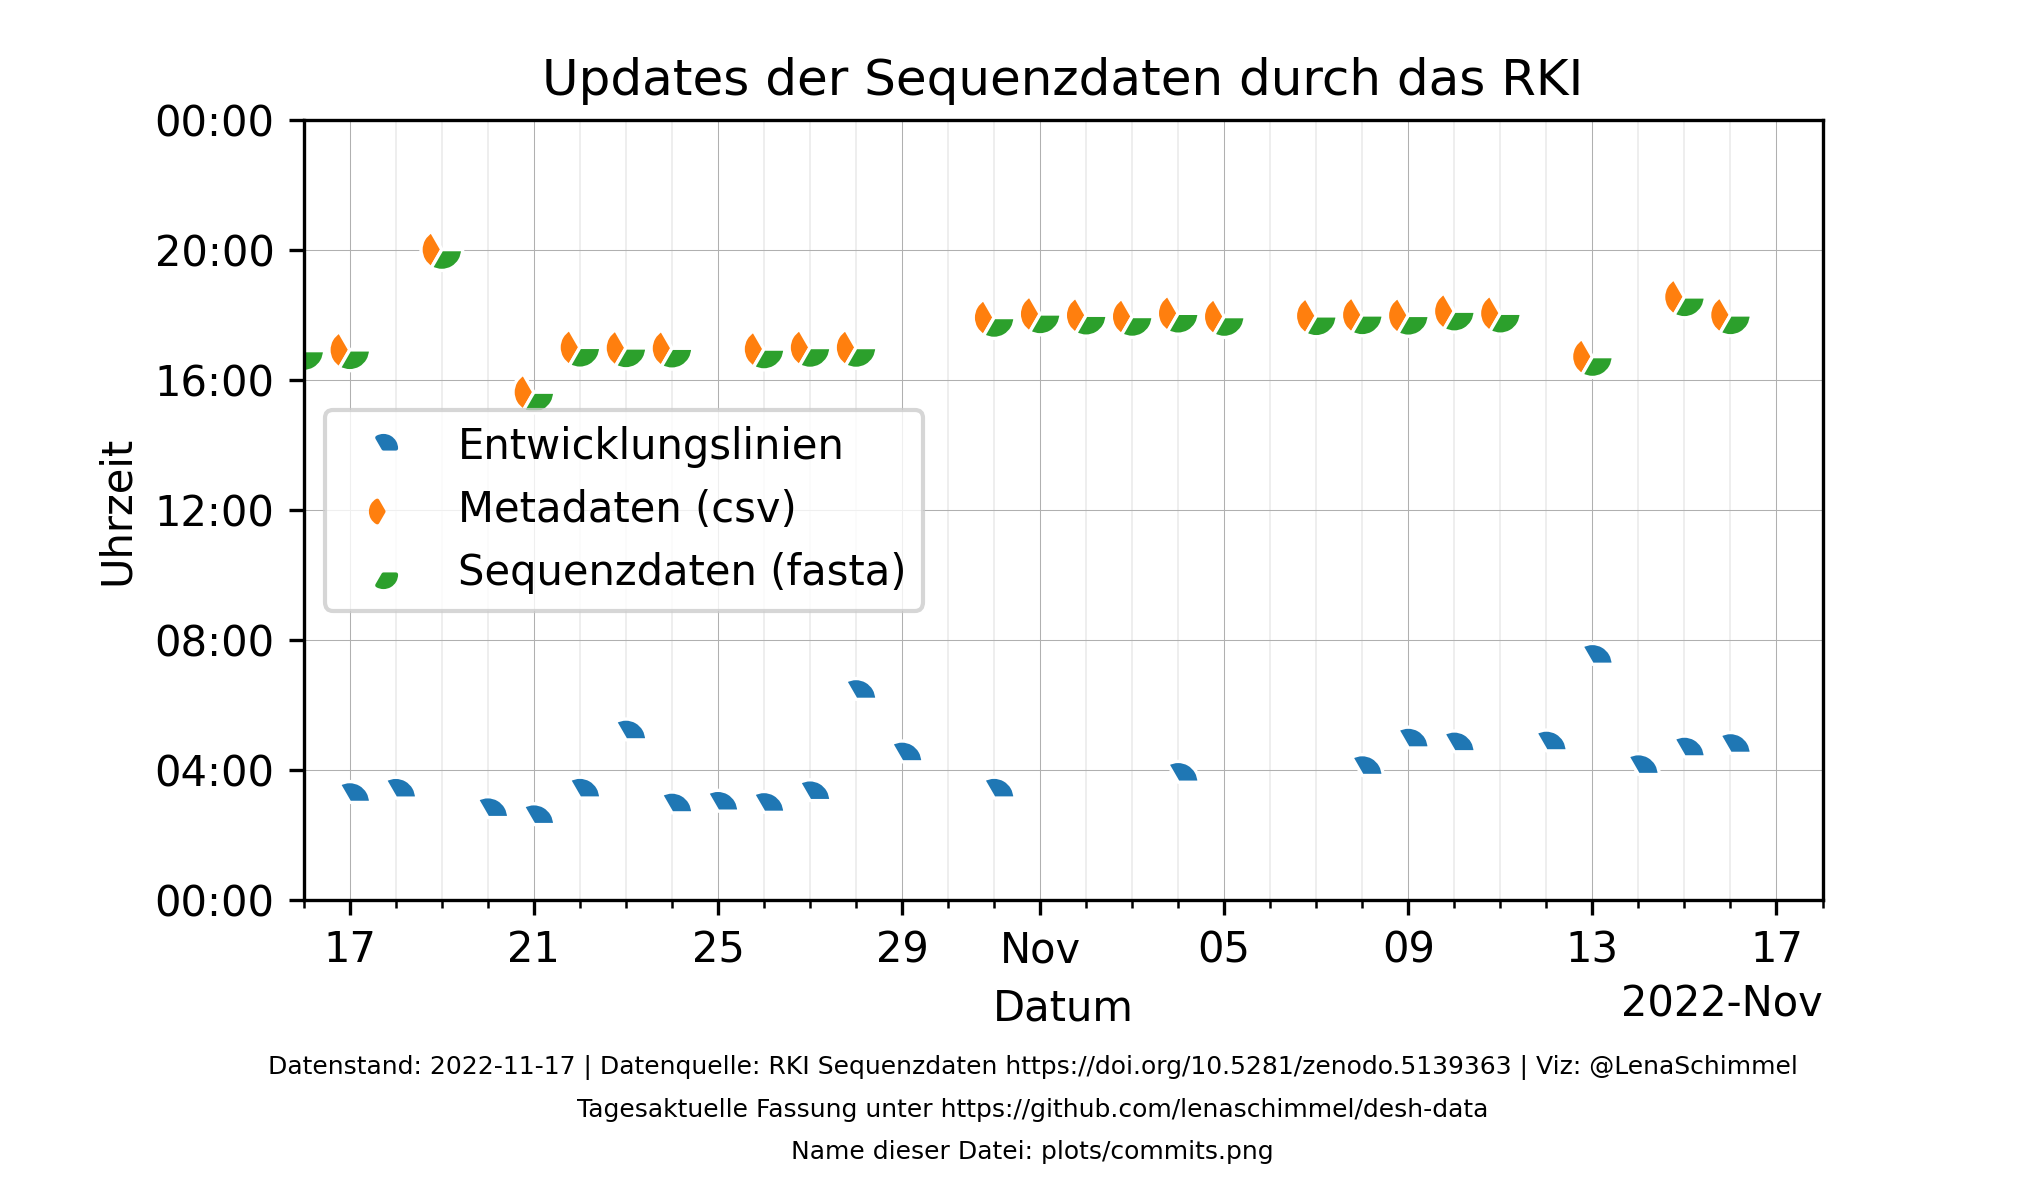 Updates der Sequenzdaten durch das RKI
00:00
20:00
16:00
12:00
08:00
04:00
00:00
Uhrzeit
Entwicklungslinien
Metadaten (csv)
Sequenzdaten (fasta)
17 21 25 29 Nov 05 09 13 17
Datum
2022-Nov
Datenstand: 2022-11-17 | Datenquelle: RKI Sequenzdaten https://doi.org/10.5281/zenodo.5139363 | Viz: @LenaSchimmel
Tagesaktuelle Fassung unter https://github.com/lenaschimmel/desh-data
Name dieser Datei: plots/commits.png